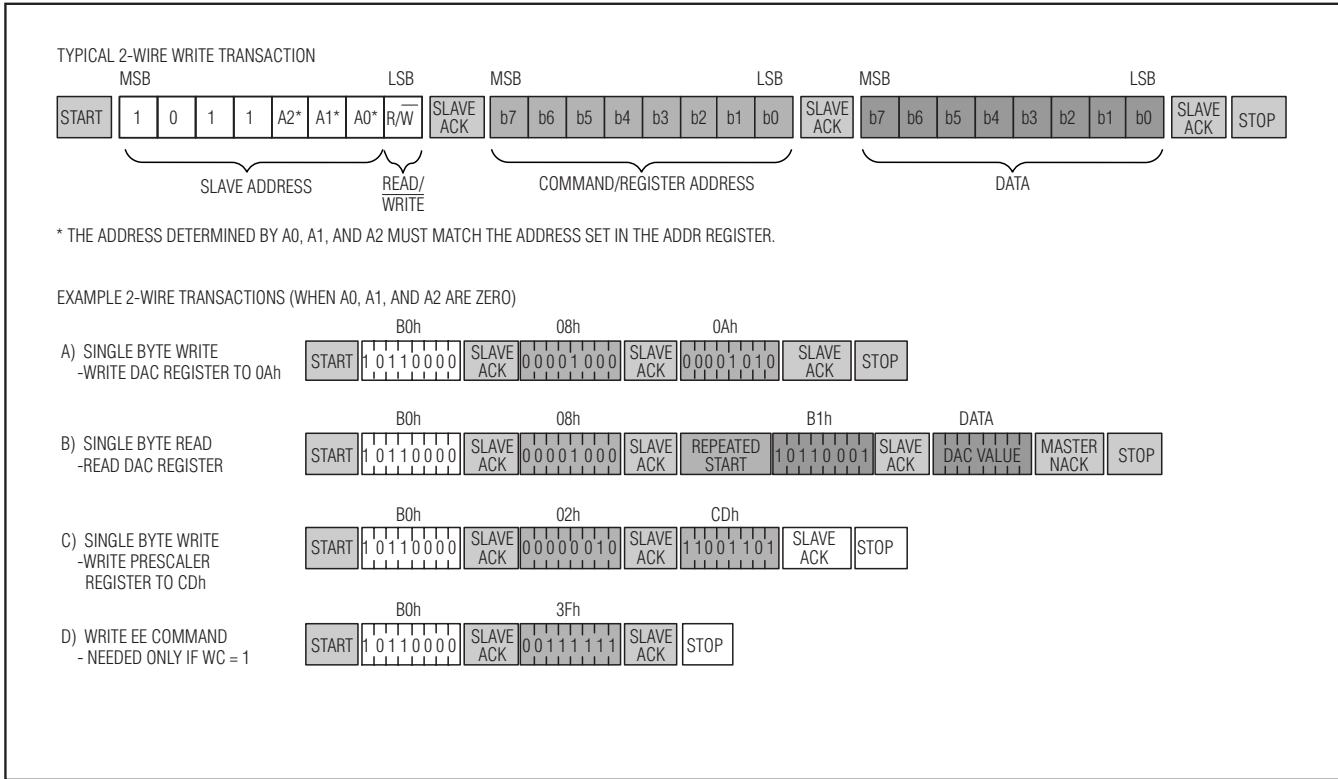 TYPICAL 2-WIRE WRITE TRANSACTION
MSB LSB MSB LSB MSB LSB
START 1 0 1 1 A2* A1* A0* R/W̅ SLAVE ACK b7 b6 b5 b4 b3 b2 b1 b0 SLAVE ACK b7 b6 b5 b4 b3 b2 b1 b0 SLAVE ACK STOP
SLAVE ADDRESS READ/ COMMAND/REGISTER ADDRESS DATA
WRITE
* THE ADDRESS DETERMINED BY A0, A1, AND A2 MUST MATCH THE ADDRESS SET IN THE ADDR REGISTER.
EXAMPLE 2-WIRE TRANSACTIONS (WHEN A0, A1, AND A2 ARE ZERO)
B0h 08h 0Ah
A) SINGLE BYTE WRITE
-WRITE DAC REGISTER TO 0Ah
START 10110000 SLAVE ACK 00001000 SLAVE ACK 00001010 SLAVE ACK STOP
B0h 08h B1h DATA
B) SINGLE BYTE READ
-READ DAC REGISTER
START 10110000 SLAVE ACK 00001000 SLAVE ACK REPEATED START 10110001 SLAVE ACK DAC VALUE MASTER NACK STOP
B0h 02h CDh
C) SINGLE BYTE WRITE
-WRITE PRESCALER
REGISTER TO CDh
START 10110000 SLAVE ACK 00000010 SLAVE ACK 11001101 SLAVE ACK STOP
B0h 3Fh
D) WRITE EE COMMAND
- NEEDED ONLY IF WC = 1
START 10110000 SLAVE ACK 00111111 SLAVE ACK STOP